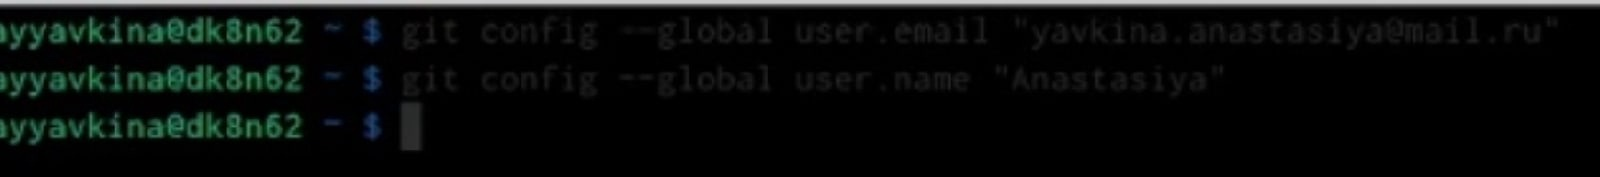 ayyavkina@dk8n62 ~ $ git config --global user.email "yavkina.anastasiya@mail.ru"
ayyavkina@dk8n62 ~ $ git config --global user.name "Anastasiya"
ayyavkina@dk8n62 ~ $